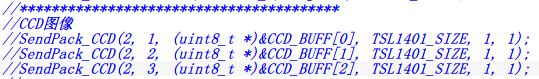 //****************************************
//CCD图像
//SendPack_CCD(2, 1, (uint8_t *)&CCD_BUFF[0], TSL1401_SIZE, 1, 1);
//SendPack_CCD(2, 2, (uint8_t *)&CCD_BUFF[1], TSL1401_SIZE, 1, 1);
//SendPack_CCD(2, 3, (uint8_t *)&CCD_BUFF[2], TSL1401_SIZE, 1, 1);